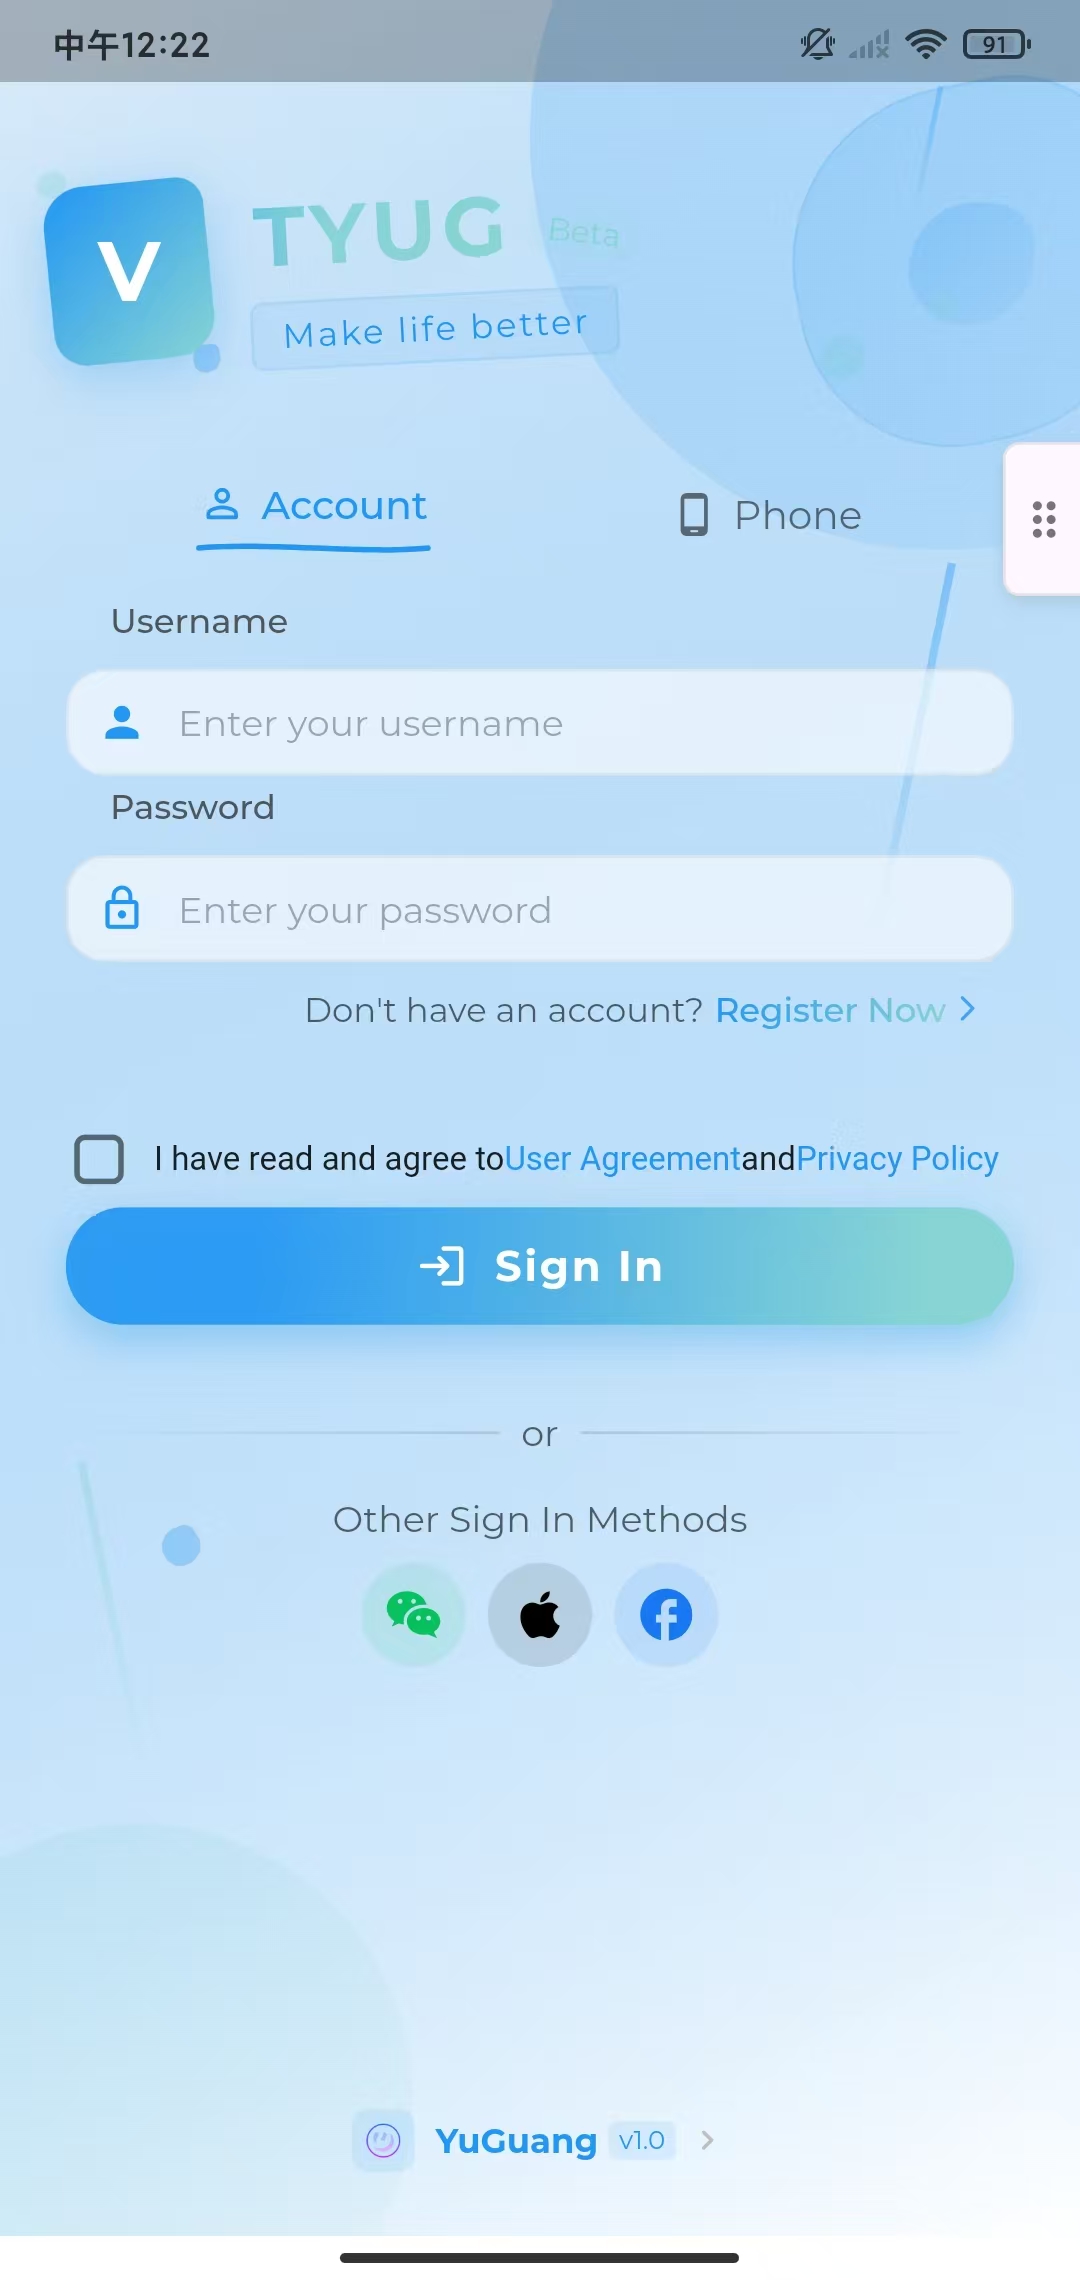 中午12:22
91
V
TYUG Beta
Make life better
Account
Phone
Username
Enter your username
Password
Enter your password
Don't have an account? Register Now
I have read and agree toUser AgreementandPrivacy Policy
Sign In
or
Other Sign In Methods
YuGuang v1.0